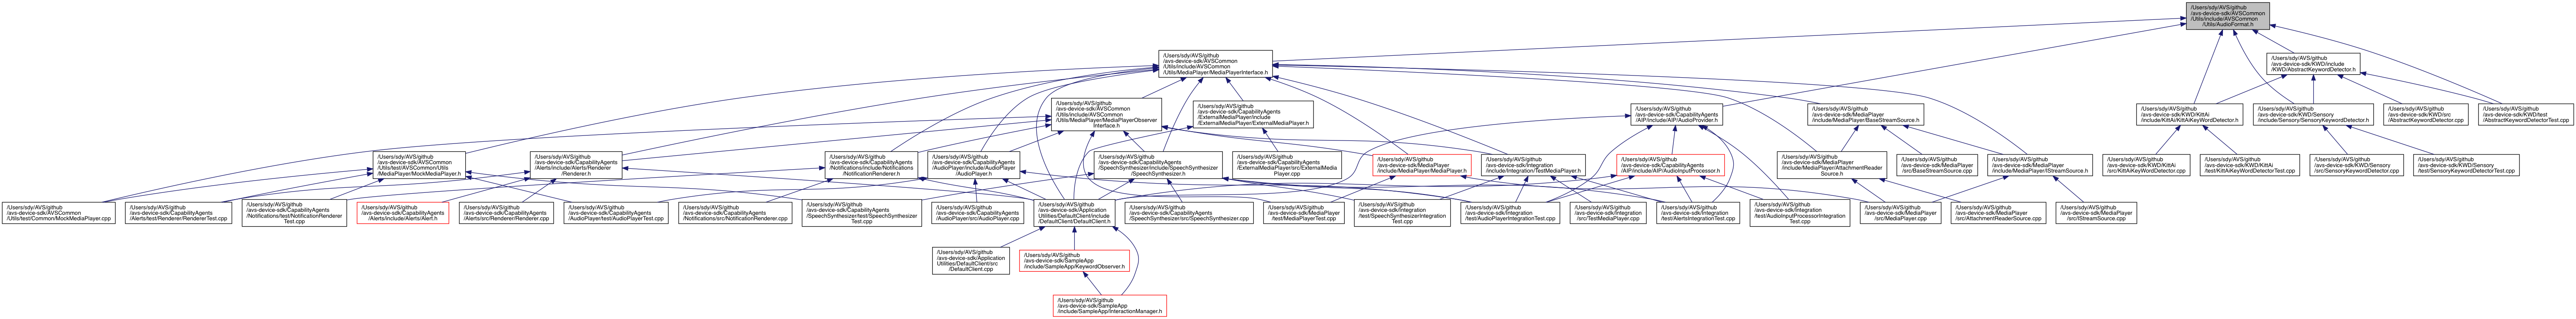 /Users/sdy/AVS/github
/avs-device-sdk/AVSCommon
/Utils/include/AVSCommon
/Utils/AudioFormat.h
/Users/sdy/AVS/github
/avs-device-sdk/AVSCommon
/Utils/include/AVSCommon
/Utils/MediaPlayer/MediaPlayerInterface.h
/Users/sdy/AVS/github
/avs-device-sdk/KWD/include
/KWD/AbstractKeywordDetector.h
/Users/sdy/AVS/github
/avs-device-sdk/AVSCommon
/Utils/include/AVSCommon
/Utils/MediaPlayer/MediaPlayerObserver
Interface.h
/Users/sdy/AVS/github
/avs-device-sdk/CapabilityAgents
/ExternalMediaPlayer/include
/ExternalMediaPlayer/ExternalMediaPlayer.h
/Users/sdy/AVS/github
/avs-device-sdk/CapabilityAgents
/AIP/include/AIP/AudioProvider.h
/Users/sdy/AVS/github
/avs-device-sdk/MediaPlayer
/include/MediaPlayer/BaseStreamSource.h
/Users/sdy/AVS/github
/avs-device-sdk/KWD/KittAi
/include/KittAi/KittAiKeyWordDetector.h
/Users/sdy/AVS/github
/avs-device-sdk/KWD/Sensory
/include/Sensory/SensoryKeywordDetector.h
/Users/sdy/AVS/github
/avs-device-sdk/KWD/src
/AbstractKeywordDetector.cpp
/Users/sdy/AVS/github
/avs-device-sdk/KWD/test
/AbstractKeywordDetectorTest.cpp
/Users/sdy/AVS/github
/avs-device-sdk/AVSCommon
/Utils/test/AVSCommon/Utils
/MediaPlayer/MockMediaPlayer.h
/Users/sdy/AVS/github
/avs-device-sdk/CapabilityAgents
/Alerts/include/Alerts/Renderer
/Renderer.h
/Users/sdy/AVS/github
/avs-device-sdk/CapabilityAgents
/Notifications/include/Notifications
/NotificationRenderer.h
/Users/sdy/AVS/github
/avs-device-sdk/CapabilityAgents
/AudioPlayer/include/AudioPlayer
/AudioPlayer.h
/Users/sdy/AVS/github
/avs-device-sdk/CapabilityAgents
/SpeechSynthesizer/include/SpeechSynthesizer
/SpeechSynthesizer.h
/Users/sdy/AVS/github
/avs-device-sdk/CapabilityAgents
/ExternalMediaPlayer/src/ExternalMedia
Player.cpp
/Users/sdy/AVS/github
/avs-device-sdk/MediaPlayer
/include/MediaPlayer/MediaPlayer.h
/Users/sdy/AVS/github
/avs-device-sdk/Integration
/include/Integration/TestMediaPlayer.h
/Users/sdy/AVS/github
/avs-device-sdk/CapabilityAgents
/AIP/include/AIP/AudioInputProcessor.h
/Users/sdy/AVS/github
/avs-device-sdk/MediaPlayer
/include/MediaPlayer/AttachmentReader
Source.h
/Users/sdy/AVS/github
/avs-device-sdk/MediaPlayer
/src/BaseStreamSource.cpp
/Users/sdy/AVS/github
/avs-device-sdk/MediaPlayer
/include/MediaPlayer/IStreamSource.h
/Users/sdy/AVS/github
/avs-device-sdk/KWD/KittAi
/src/KittAiKeyWordDetector.cpp
/Users/sdy/AVS/github
/avs-device-sdk/KWD/KittAi
/test/KittAiKeyWordDetectorTest.cpp
/Users/sdy/AVS/github
/avs-device-sdk/KWD/Sensory
/src/SensoryKeywordDetector.cpp
/Users/sdy/AVS/github
/avs-device-sdk/KWD/Sensory
/test/SensoryKeywordDetectorTest.cpp
/Users/sdy/AVS/github
/avs-device-sdk/AVSCommon
/Utils/test/Common/MockMediaPlayer.cpp
/Users/sdy/AVS/github
/avs-device-sdk/CapabilityAgents
/Alerts/test/Renderer/RendererTest.cpp
/Users/sdy/AVS/github
/avs-device-sdk/CapabilityAgents
/Notifications/test/NotificationRenderer
Test.cpp
/Users/sdy/AVS/github
/avs-device-sdk/CapabilityAgents
/Alerts/include/Alerts/Alert.h
/Users/sdy/AVS/github
/avs-device-sdk/CapabilityAgents
/Alerts/src/Renderer/Renderer.cpp
/Users/sdy/AVS/github
/avs-device-sdk/CapabilityAgents
/AudioPlayer/test/AudioPlayerTest.cpp
/Users/sdy/AVS/github
/avs-device-sdk/CapabilityAgents
/Notifications/src/NotificationRenderer.cpp
/Users/sdy/AVS/github
/avs-device-sdk/CapabilityAgents
/SpeechSynthesizer/test/SpeechSynthesizer
Test.cpp
/Users/sdy/AVS/github
/avs-device-sdk/CapabilityAgents
/AudioPlayer/src/AudioPlayer.cpp
/Users/sdy/AVS/github
/avs-device-sdk/Application
Utilities/DefaultClient/include
/DefaultClient/DefaultClient.h
/Users/sdy/AVS/github
/avs-device-sdk/CapabilityAgents
/SpeechSynthesizer/src/SpeechSynthesizer.cpp
/Users/sdy/AVS/github
/avs-device-sdk/MediaPlayer
/test/MediaPlayerTest.cpp
/Users/sdy/AVS/github
/avs-device-sdk/Integration
/test/SpeechSynthesizerIntegration
Test.cpp
/Users/sdy/AVS/github
/avs-device-sdk/Integration
/test/AudioPlayerIntegrationTest.cpp
/Users/sdy/AVS/github
/avs-device-sdk/Integration
/src/TestMediaPlayer.cpp
/Users/sdy/AVS/github
/avs-device-sdk/Integration
/test/AlertsIntegrationTest.cpp
/Users/sdy/AVS/github
/avs-device-sdk/Integration
/test/AudioInputProcessorIntegration
Test.cpp
/Users/sdy/AVS/github
/avs-device-sdk/MediaPlayer
/src/MediaPlayer.cpp
/Users/sdy/AVS/github
/avs-device-sdk/MediaPlayer
/src/AttachmentReaderSource.cpp
/Users/sdy/AVS/github
/avs-device-sdk/MediaPlayer
/src/IStreamSource.cpp
/Users/sdy/AVS/github
/avs-device-sdk/Application
Utilities/DefaultClient/src
/DefaultClient.cpp
/Users/sdy/AVS/github
/avs-device-sdk/SampleApp
/include/SampleApp/KeywordObserver.h
/Users/sdy/AVS/github
/avs-device-sdk/SampleApp
/include/SampleApp/InteractionManager.h